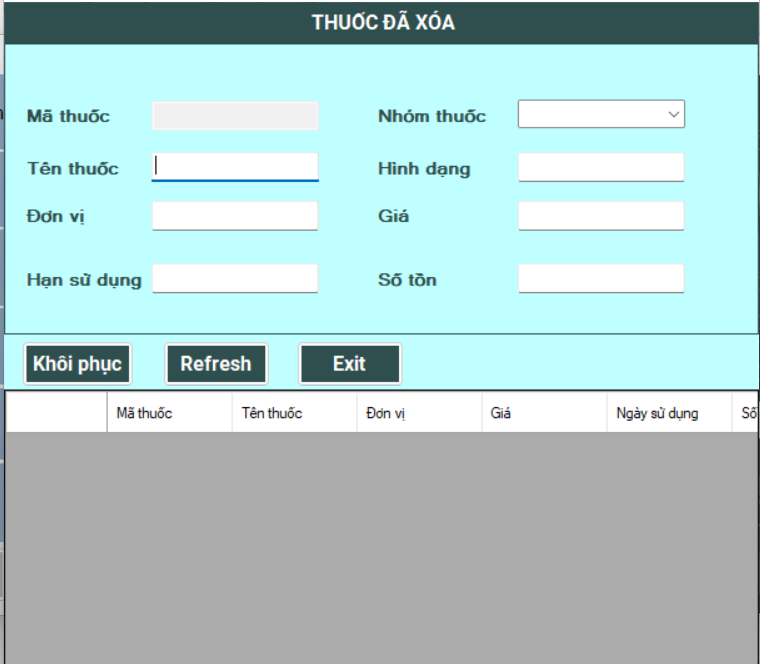 THUỐC ĐÃ XÓA
Mã thuốc Nhóm thuốc
Tên thuốc Hình dạng
Đơn vị Giá
Hạn sử dụng Số tồn
Khôi phục Refresh Exit
Mã thuốc Tên thuốc Đơn vị Giá Ngày sử dụng Số